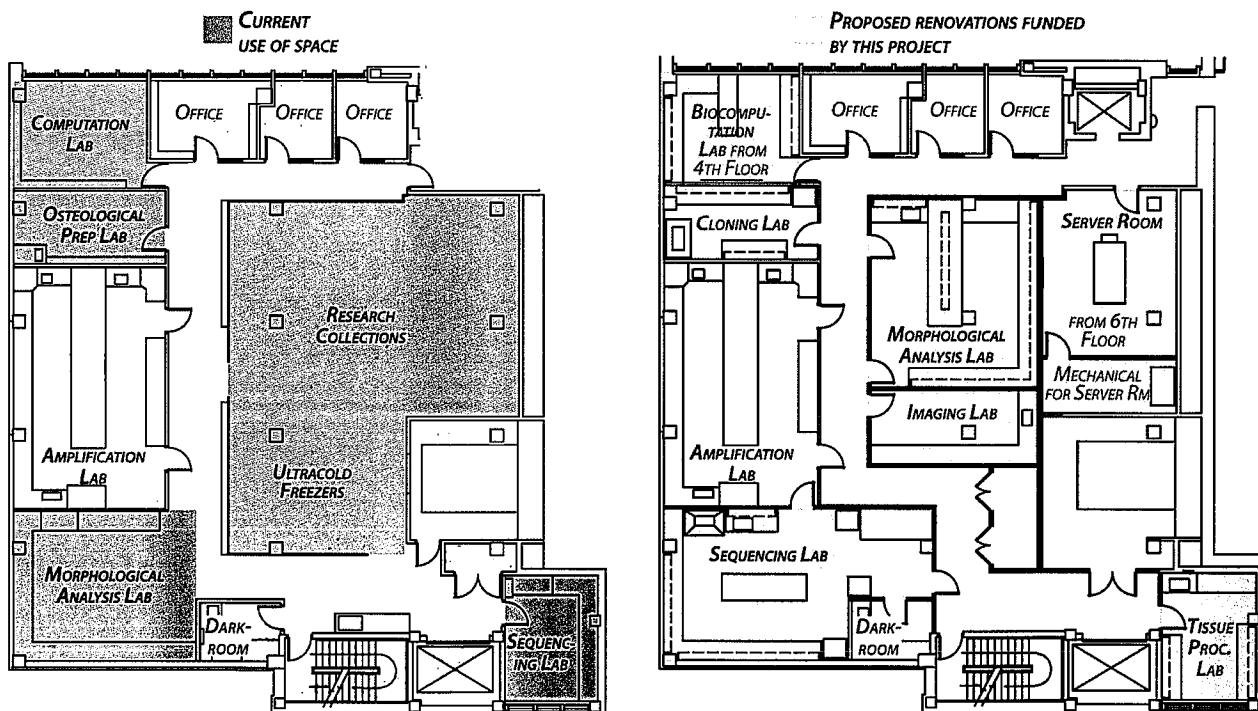 CURRENT
USE OF SPACE
COMPUTATION
LAB
OFFICE
OFFICE
OFFICE
OSTEOLOGICAL
PREP LAB
RESEARCH
COLLECTIONS
AMPLIFICATION
LAB
ULTRACOLD
FREEZERS
MORPHOLOGICAL
ANALYSIS LAB
DARK-
ROOM
SEQUENC-
ING LAB
PROPOSED RENOVATIONS FUNDED
BY THIS PROJECT
BIOCOMPU-
TATION
LAB FROM
4TH FLOOR
OFFICE
OFFICE
OFFICE
CLONING LAB
SERVER ROOM
FROM 6TH
FLOOR
MORPHOLOGICAL
ANALYSIS LAB
MECHANICAL
FOR SERVER RM
IMAGING LAB
AMPLIFICATION
LAB
SEQUENCING LAB
DARK-
ROOM
TISSUE
PROC.
LAB